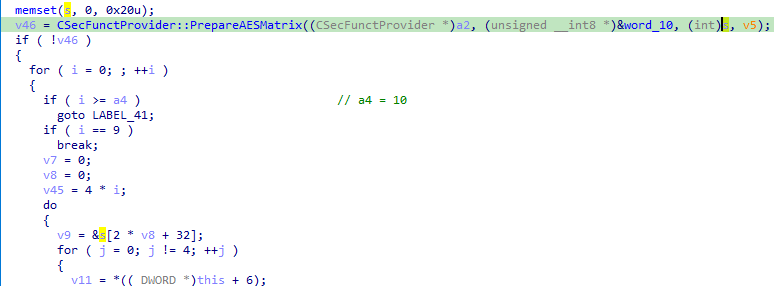 memset(s, 0, 0x20u);
v46 = CSecFunctProvider::PrepareAESMatrix((CSecFunctProvider *)a2, (unsigned __int8 *)&word_10, (int)s, v5);
if ( !v46 )
{
for ( i = 0; ; ++i )
{
if ( i >= a4 ) // a4 = 10
goto LABEL_41;
if ( i == 9 )
break;
v7 = 0;
v8 = 0;
v45 = 4 * i;
do
{
v9 = &s[2 * v8 + 32];
for ( j = 0; j != 4; ++j )
{
v11 = *((_DWORD *)this + 6);